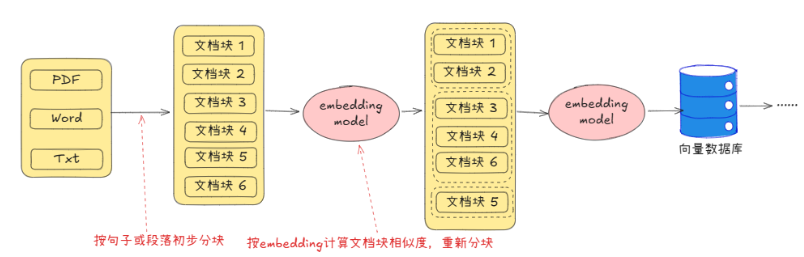 PDF
Word
Txt
文档块 1
文档块 2
文档块 3
文档块 4
文档块 5
文档块 6
embedding
model
文档块 1
文档块 2
文档块 3
文档块 4
文档块 6
文档块 5
embedding
model
向量数据库
......
按句子或段落初步分块
按embedding计算文档块相似度，重新分块